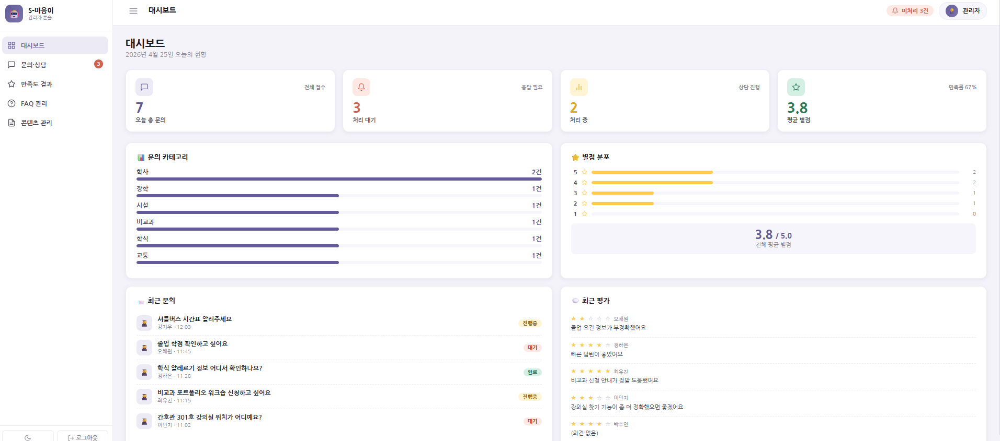 S-마음이
관리자 콘솔
대시보드
문의·상담
3
만족도 결과
FAQ 관리
콘텐츠 관리
로그아웃
대시보드
미처리 3건
관리자
대시보드
2026년 4월 25일 오늘의 현황
전체 접수
7
오늘 총 문의
응답 필요
3
처리 대기
상담 진행
2
처리 중
만족률 67%
3.8
평균 별점
문의 카테고리
학사 2건
장학 1건
시설 1건
비교과 1건
학식 1건
교통 1건
별점 분포
5 2
4 2
3 1
2 1
1 0
3.8 / 5.0
전체 평균 별점
최근 문의
셔틀버스 시간표 알려주세요
강지우 · 12:03
진행중
졸업 학점 확인하고 싶어요
오채원 · 11:45
대기
학식 알레르기 정보 어디서 확인하나요?
정하은 · 11:28
완료
비교과 포트폴리오 워크숍 신청하고 싶어요
최유진 · 11:15
진행중
간호관 301호 강의실 위치가 어디예요?
이민지 · 11:02
대기
최근 평가
★ ★ ☆ ☆ ☆ 오채원
졸업 요건 정보가 부정확했어요
★ ★ ★ ★ ☆ 정하은
빠른 답변이 좋았어요
★ ★ ★ ★ ★ 최유진
비교과 신청 안내가 정말 도움됐어요
★ ★ ★ ☆ ☆ 이민지
강의실 찾기 기능이 좀 더 정확했으면 좋겠어요
★ ★ ★ ★ ☆ 박수연
(의견 없음)